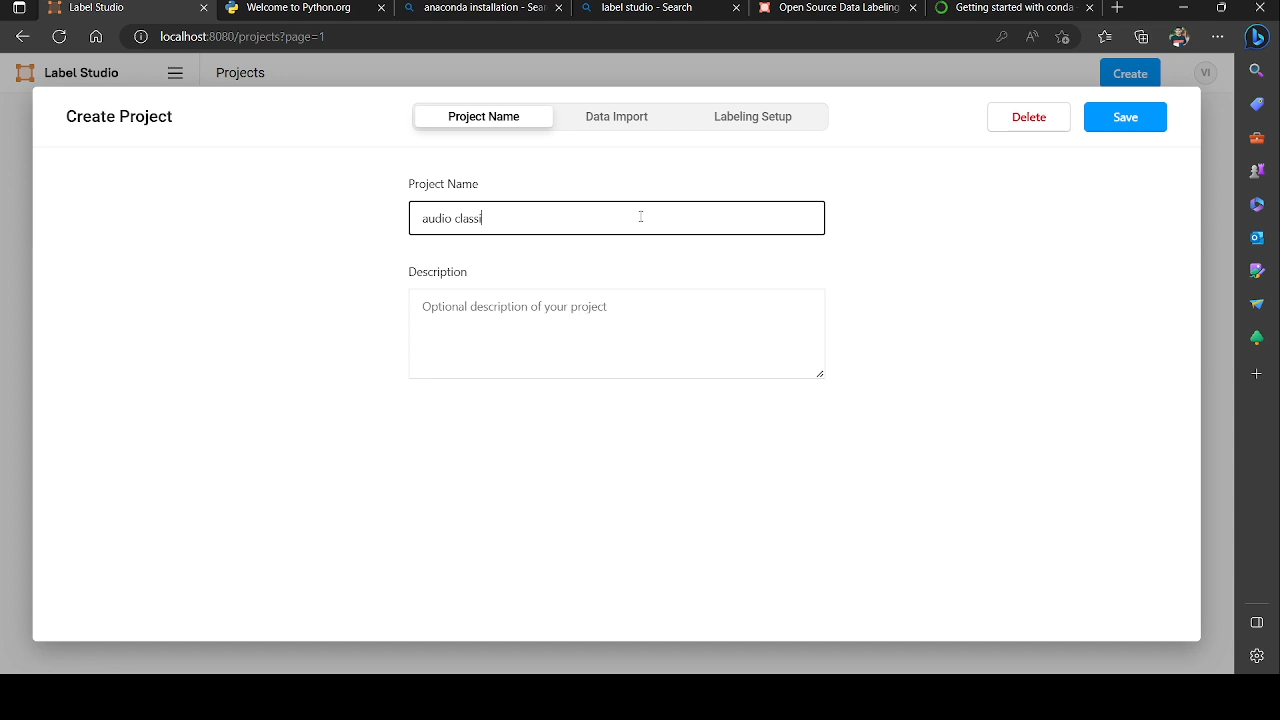 Label Studio
Welcome to Python.org
anaconda installation - Sear
label studio - Search
Open Source Data Labeling
Getting started with conda
localhost:8080/projects?page=1
Label Studio
Projects
Create
VI
Create Project
Project Name
Data Import
Labeling Setup
Delete
Save
Project Name
audio classi
Description
Optional description of your project